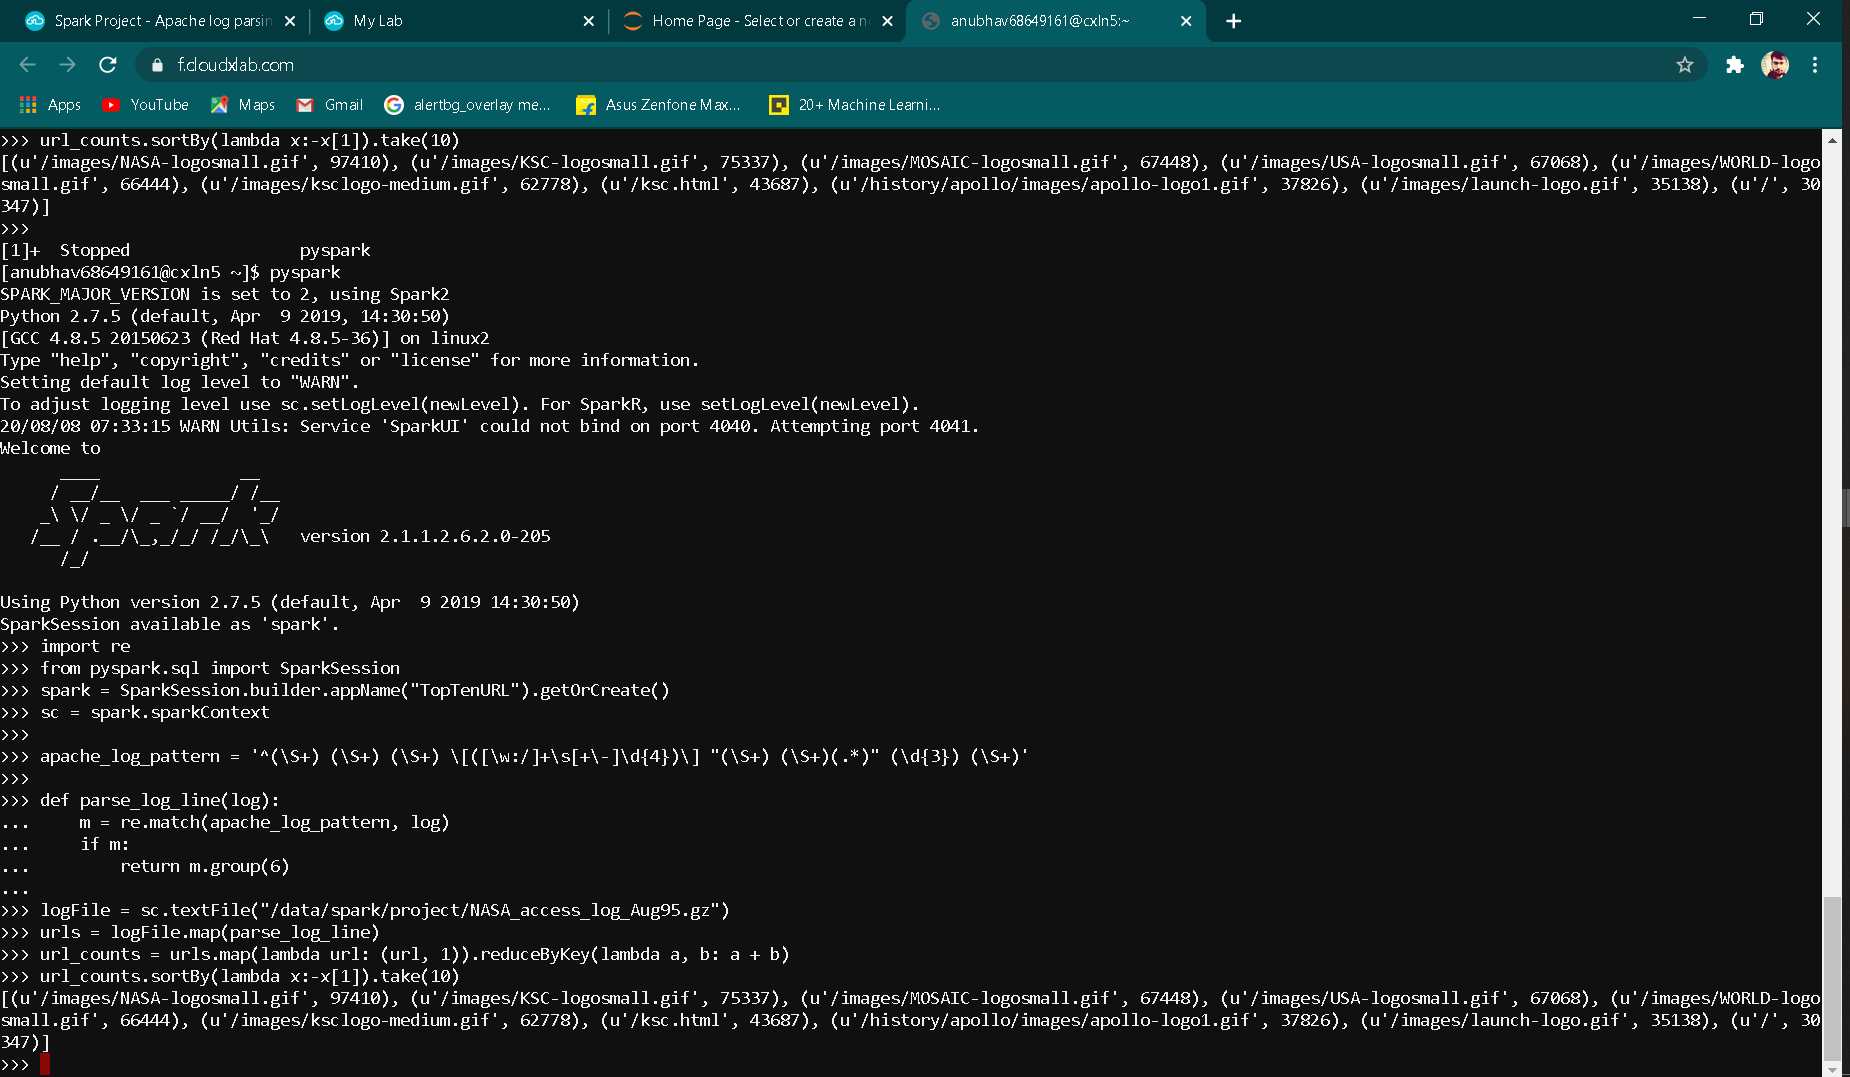 Spark Project - Apache log parsin
My Lab
Home Page - Select or create a n
anubhav68649161@cxln5:~
f.cloudxlab.com
Apps
YouTube
Maps
Gmail
alertbg_overlay me...
Asus Zenfone Max...
20+ Machine Learni...
>>> url_counts.sortBy(lambda x:-x[1]).take(10)
[(u'/images/NASA-logosmall.gif', 97410), (u'/images/KSC-logosmall.gif', 75337), (u'/images/MOSAIC-logosmall.gif', 67448), (u'/images/USA-logosmall.gif', 67068), (u'/images/WORLD-logo
small.gif', 66444), (u'/images/ksclogo-medium.gif', 62778), (u'/ksc.html', 43687), (u'/history/apollo/images/apollo-logo1.gif', 37826), (u'/images/launch-logo.gif', 35138), (u'/', 30
347)]
>>>
[1]+  Stopped                 pyspark
[anubhav68649161@cxln5 ~]$ pyspark
SPARK_MAJOR_VERSION is set to 2, using Spark2
Python 2.7.5 (default, Apr  9 2019, 14:30:50)
[GCC 4.8.5 20150623 (Red Hat 4.8.5-36)] on linux2
Type "help", "copyright", "credits" or "license" for more information.
Setting default log level to "WARN".
To adjust logging level use sc.setLogLevel(newLevel). For SparkR, use setLogLevel(newLevel).
20/08/08 07:33:15 WARN Utils: Service 'SparkUI' could not bind on port 4040. Attempting port 4041.
Welcome to
      ____              __
     / __/__  ___ _____/ /__
    _\ \/ _ \/ _ `/ __/  '_/
   /__ / .__/\_,_/_/ /_/\_\   version 2.1.1.2.6.2.0-205
      /_/
Using Python version 2.7.5 (default, Apr  9 2019 14:30:50)
SparkSession available as 'spark'.
>>> import re
>>> from pyspark.sql import SparkSession
>>> spark = SparkSession.builder.appName("TopTenURL").getOrCreate()
>>> sc = spark.sparkContext
>>>
>>> apache_log_pattern = '^(\S+) (\S+) (\S+) \[([\w:/]+\s[+\-]\d{4})\] "(\S+) (\S+)(.*)" (\d{3}) (\S+)'
>>>
>>> def parse_log_line(log):
...     m = re.match(apache_log_pattern, log)
...     if m:
...         return m.group(6)
...
>>> logFile = sc.textFile("/data/spark/project/NASA_access_log_Aug95.gz")
>>> urls = logFile.map(parse_log_line)
>>> url_counts = urls.map(lambda url: (url, 1)).reduceByKey(lambda a, b: a + b)
>>> url_counts.sortBy(lambda x:-x[1]).take(10)
[(u'/images/NASA-logosmall.gif', 97410), (u'/images/KSC-logosmall.gif', 75337), (u'/images/MOSAIC-logosmall.gif', 67448), (u'/images/USA-logosmall.gif', 67068), (u'/images/WORLD-logo
small.gif', 66444), (u'/images/ksclogo-medium.gif', 62778), (u'/ksc.html', 43687), (u'/history/apollo/images/apollo-logo1.gif', 37826), (u'/images/launch-logo.gif', 35138), (u'/', 30
347)]
>>>